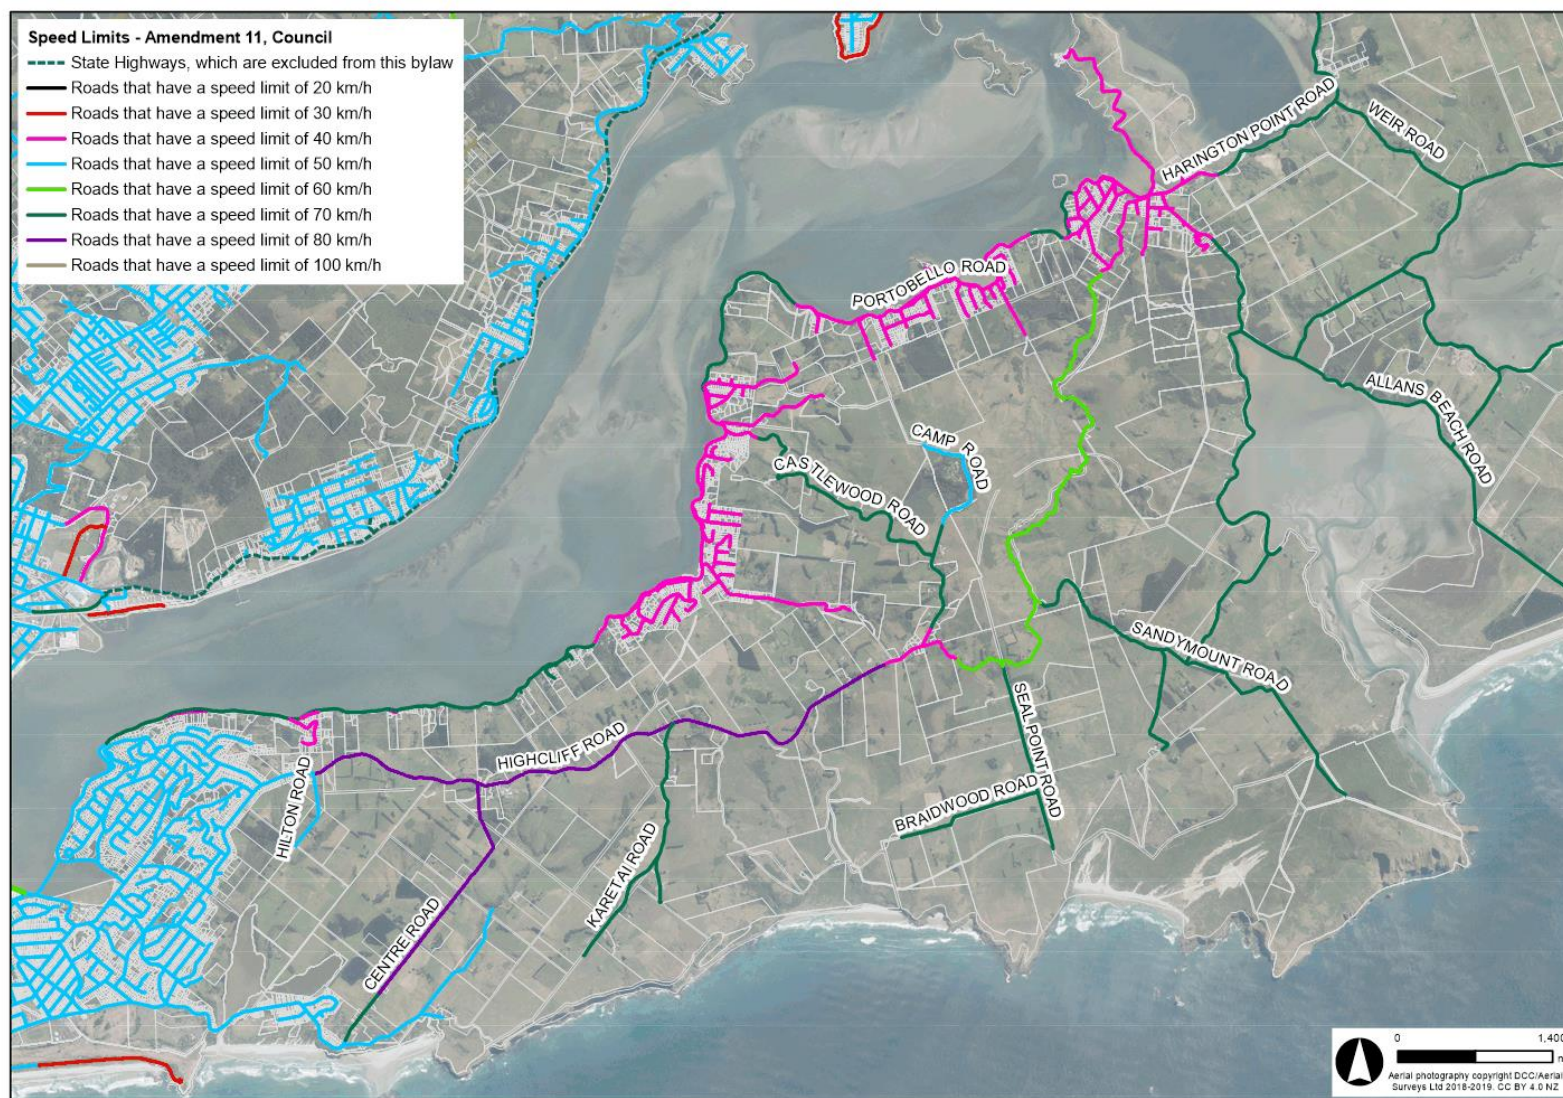 Speed Limits - Amendment 11, Council
State Highways, which are excluded from this bylaw
Roads that have a speed limit of 20 km/h
Roads that have a speed limit of 30 km/h
Roads that have a speed limit of 40 km/h
Roads that have a speed limit of 50 km/h
Roads that have a speed limit of 60 km/h
Roads that have a speed limit of 70 km/h
Roads that have a speed limit of 80 km/h
Roads that have a speed limit of 100 km/h
HARINGTON POINT ROAD
WEIR ROAD
PORTOBELLO ROAD
ALLANS BEACH ROAD
CAMP ROAD
CASTLEWOOD ROAD
SANDYMOUNT ROAD
SEAL POINT ROAD
HIGHCLIFF ROAD
HILTON ROAD
BRAIDWOOD ROAD
KARETAI ROAD
CENTRE ROAD
0 1,400
m
Aerial photography copyright DCC/Aerial
Surveys Ltd 2018-2019. CC BY 4.0 NZ